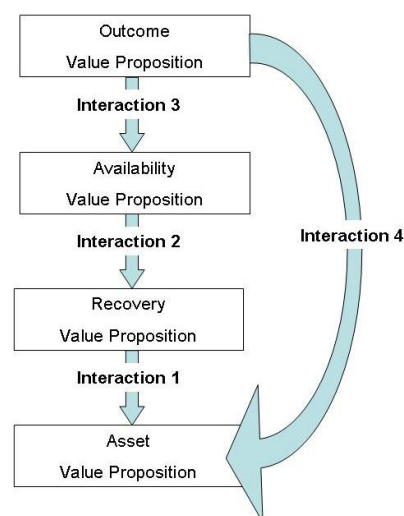 Outcome
Value Proposition
Interaction 3
Availability
Value Proposition
Interaction 2
Interaction 4
Recovery
Value Proposition
Interaction 1
Asset
Value Proposition